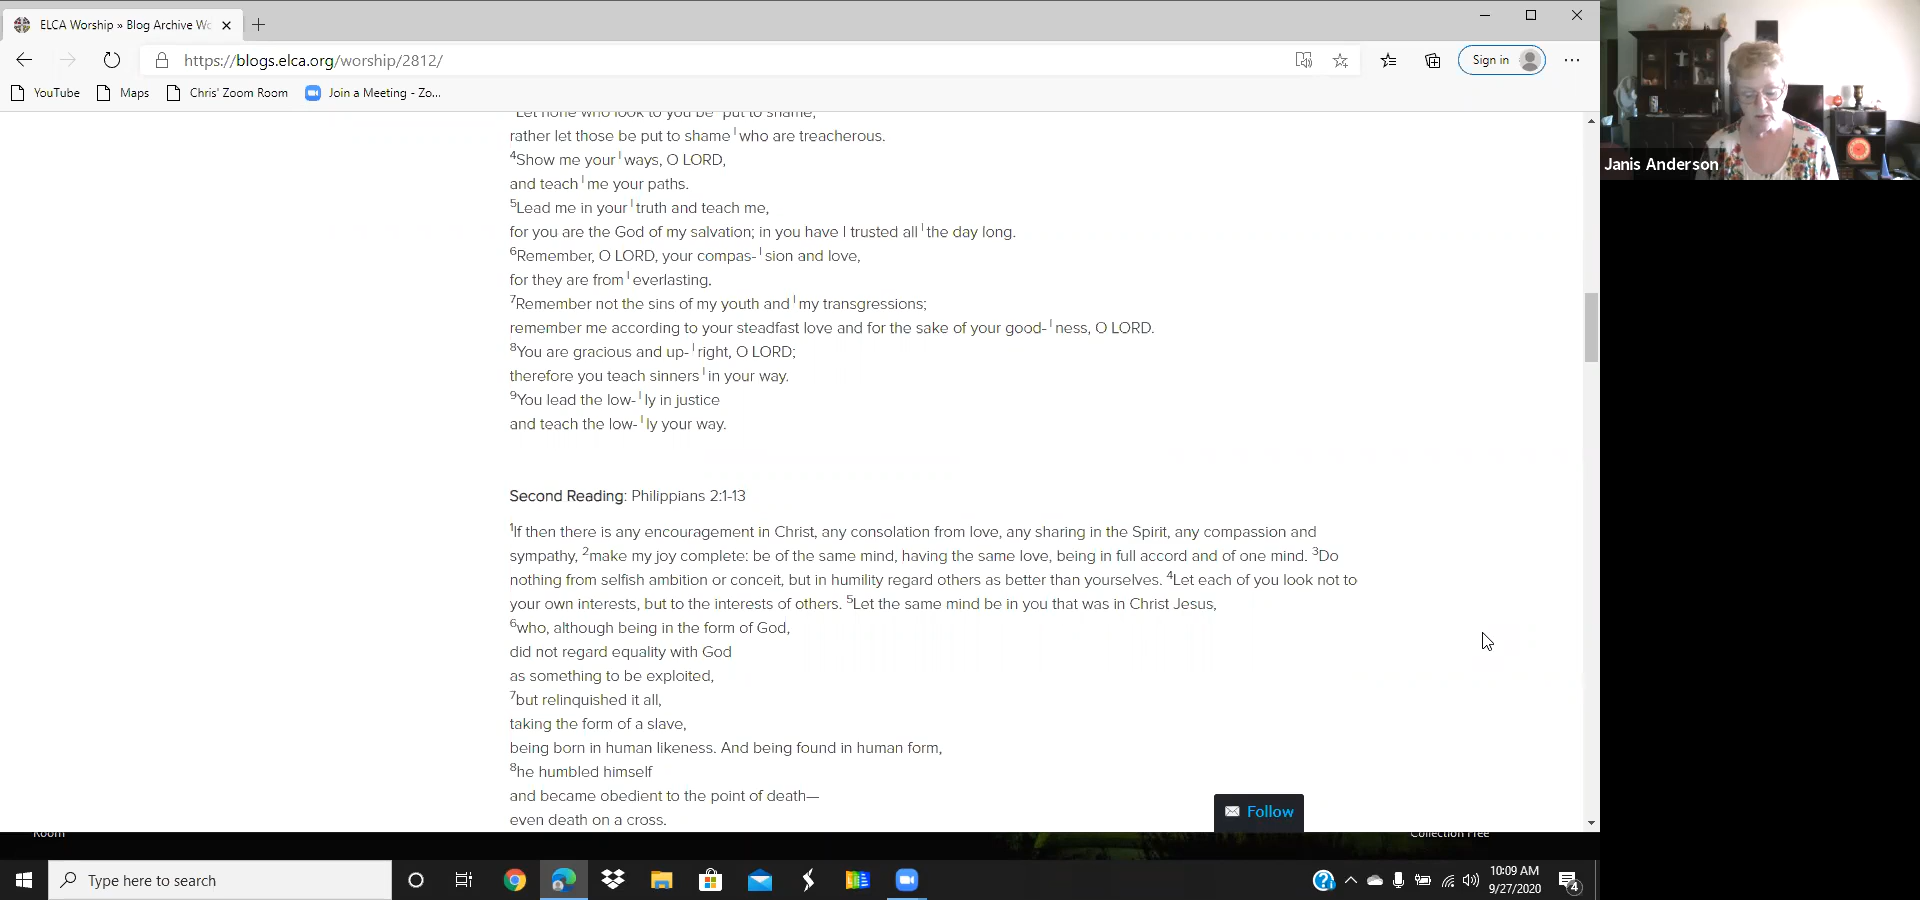 ELCA Worship » Blog Archive Wo
https://blogs.elca.org/worship/2812/
Sign in
YouTube
Maps
Chris' Zoom Room
Join a Meeting - Zo...
Let none who look to you be ˈ put to shame;
rather let those be put to shame ˈ who are treacherous.
4Show me your ˈ ways, O LORD,
and teach ˈ me your paths.
5Lead me in your ˈ truth and teach me,
for you are the God of my salvation; in you have I trusted all ˈ the day long.
6Remember, O LORD, your compas- ˈ sion and love,
for they are from ˈ everlasting.
7Remember not the sins of my youth and ˈ my transgressions;
remember me according to your steadfast love and for the sake of your good- ˈ ness, O LORD.
8You are gracious and up- ˈ right, O LORD;
therefore you teach sinners ˈ in your way.
9You lead the low- ˈ ly in justice
and teach the low- ˈ ly your way.
Second Reading: Philippians 2:1-13
1If then there is any encouragement in Christ, any consolation from love, any sharing in the Spirit, any compassion and
sympathy, 2make my joy complete: be of the same mind, having the same love, being in full accord and of one mind. 3Do
nothing from selfish ambition or conceit, but in humility regard others as better than yourselves. 4Let each of you look not to
your own interests, but to the interests of others. 5Let the same mind be in you that was in Christ Jesus,
6who, although being in the form of God,
did not regard equality with God
as something to be exploited,
7but relinquished it all,
taking the form of a slave,
being born in human likeness. And being found in human form,
8he humbled himself
and became obedient to the point of death—
even death on a cross.
Follow
Room
Collection Free
Type here to search
10:09 AM
9/27/2020
4
Janis Anderson